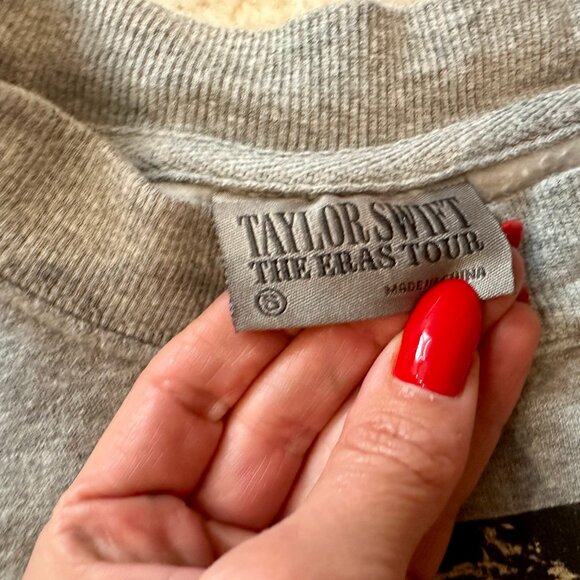 TAYLOR SWIFT
THE ERAS TOUR
MADE IN CHINA